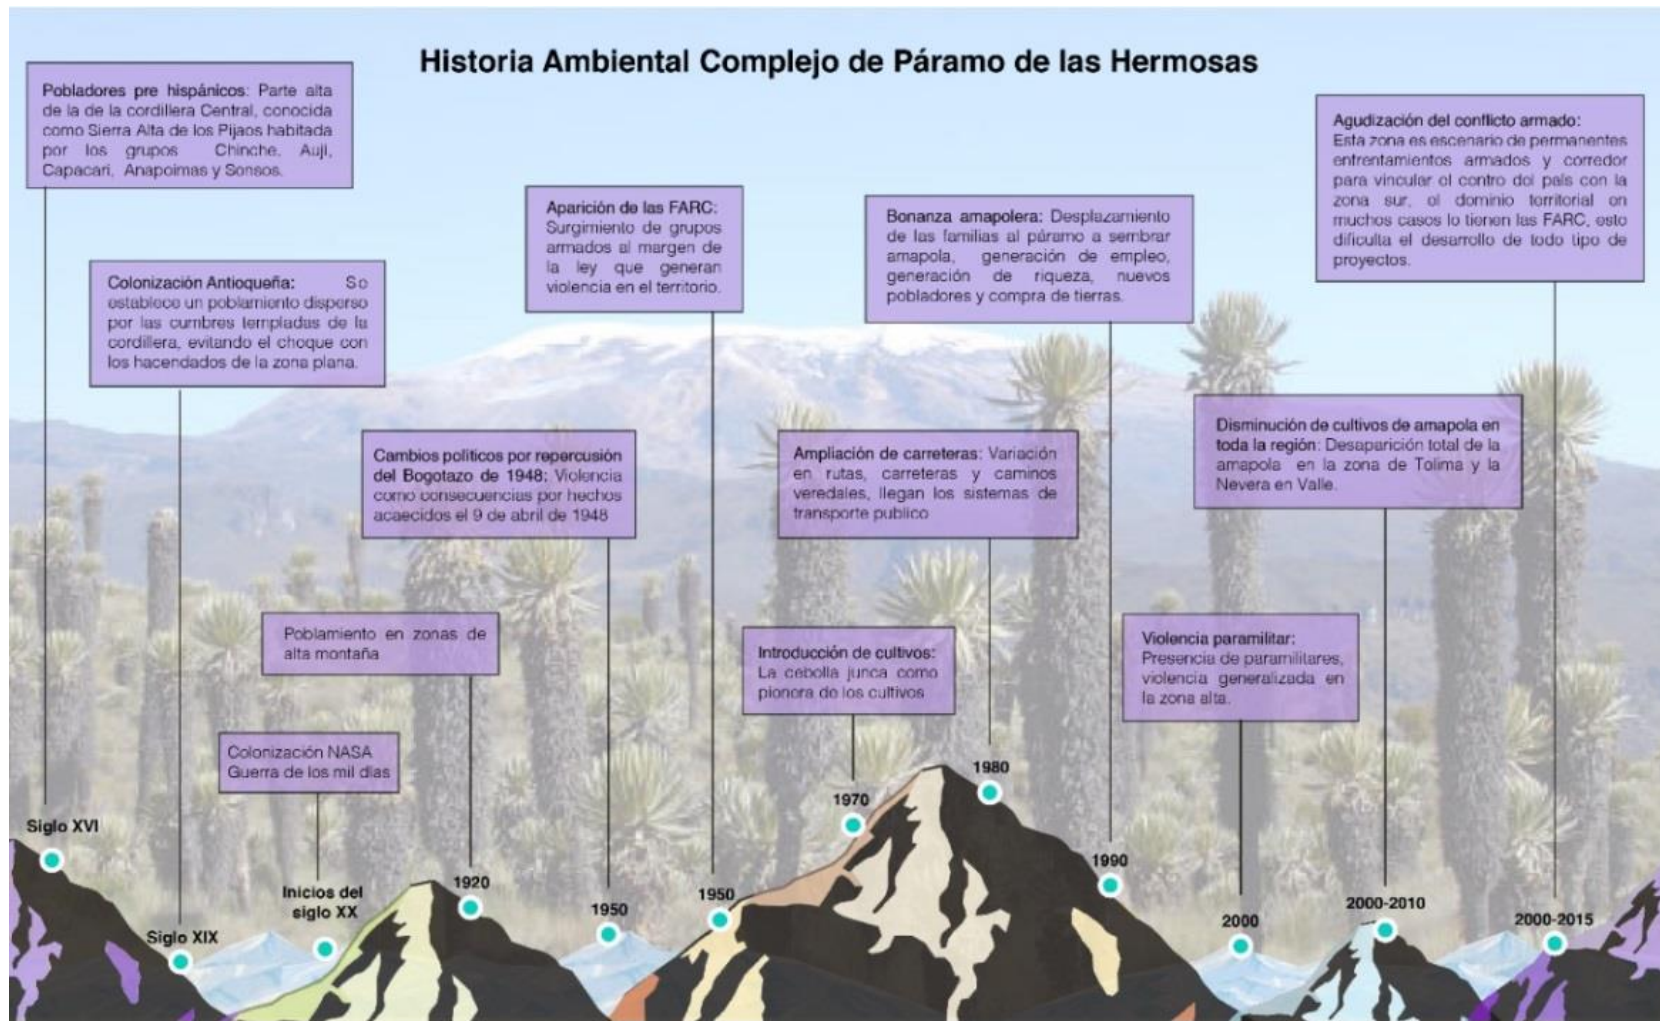 Historia Ambiental Complejo de Páramo de las Hermosas
Pobladores pre hispánicos: Parte alta
de la de la cordillera Central, conocida
como Sierra Alta de los Pijaos habitada
por los grupos Chinche, Auji,
Capacari, Anapoimas y Sonsos.
Siglo XVI
Colonización Antioqueña: Se
establece un poblamiento disperso
por las cumbres templadas de la
cordillera, evitando el choque con
los hacendados de la zona plana.
Siglo XIX
Colonización NASA
Guerra de los mil días
Inicios del
siglo XX
Poblamiento en zonas de
alta montaña
1920
Cambios políticos por repercusión
del Bogotazo de 1948: Violencia
como consecuencias por hechos
acaecidos el 9 de abril de 1948
1950
Aparición de las FARC:
Surgimiento de grupos
armados al margen de
la ley que generan
violencia en el territorio.
1950
Introducción de cultivos:
La cebolla junca como
pionera de los cultivos
1970
Ampliación de carreteras: Variación
en rutas, carreteras y caminos
veredales, llegan los sistemas de
transporte publico
1980
Bonanza amapolera: Desplazamiento
de las familias al páramo a sembrar
amapola, generación de empleo,
generación de riqueza, nuevos
pobladores y compra de tierras.
1990
Violencia paramilitar:
Presencia de paramilitares,
violencia generalizada en
la zona alta.
2000
Disminución de cultivos de amapola en
toda la región: Desaparición total de la
amapola en la zona de Tolima y la
Nevera en Valle.
2000-2010
Agudización del conflicto armado:
Esta zona es escenario de permanentes
enfrentamientos armados y corredor
para vincular el centro del país con la
zona sur, el dominio territorial en
muchos casos lo tienen las FARC, esto
dificulta el desarrollo de todo tipo de
proyectos.
2000-2015